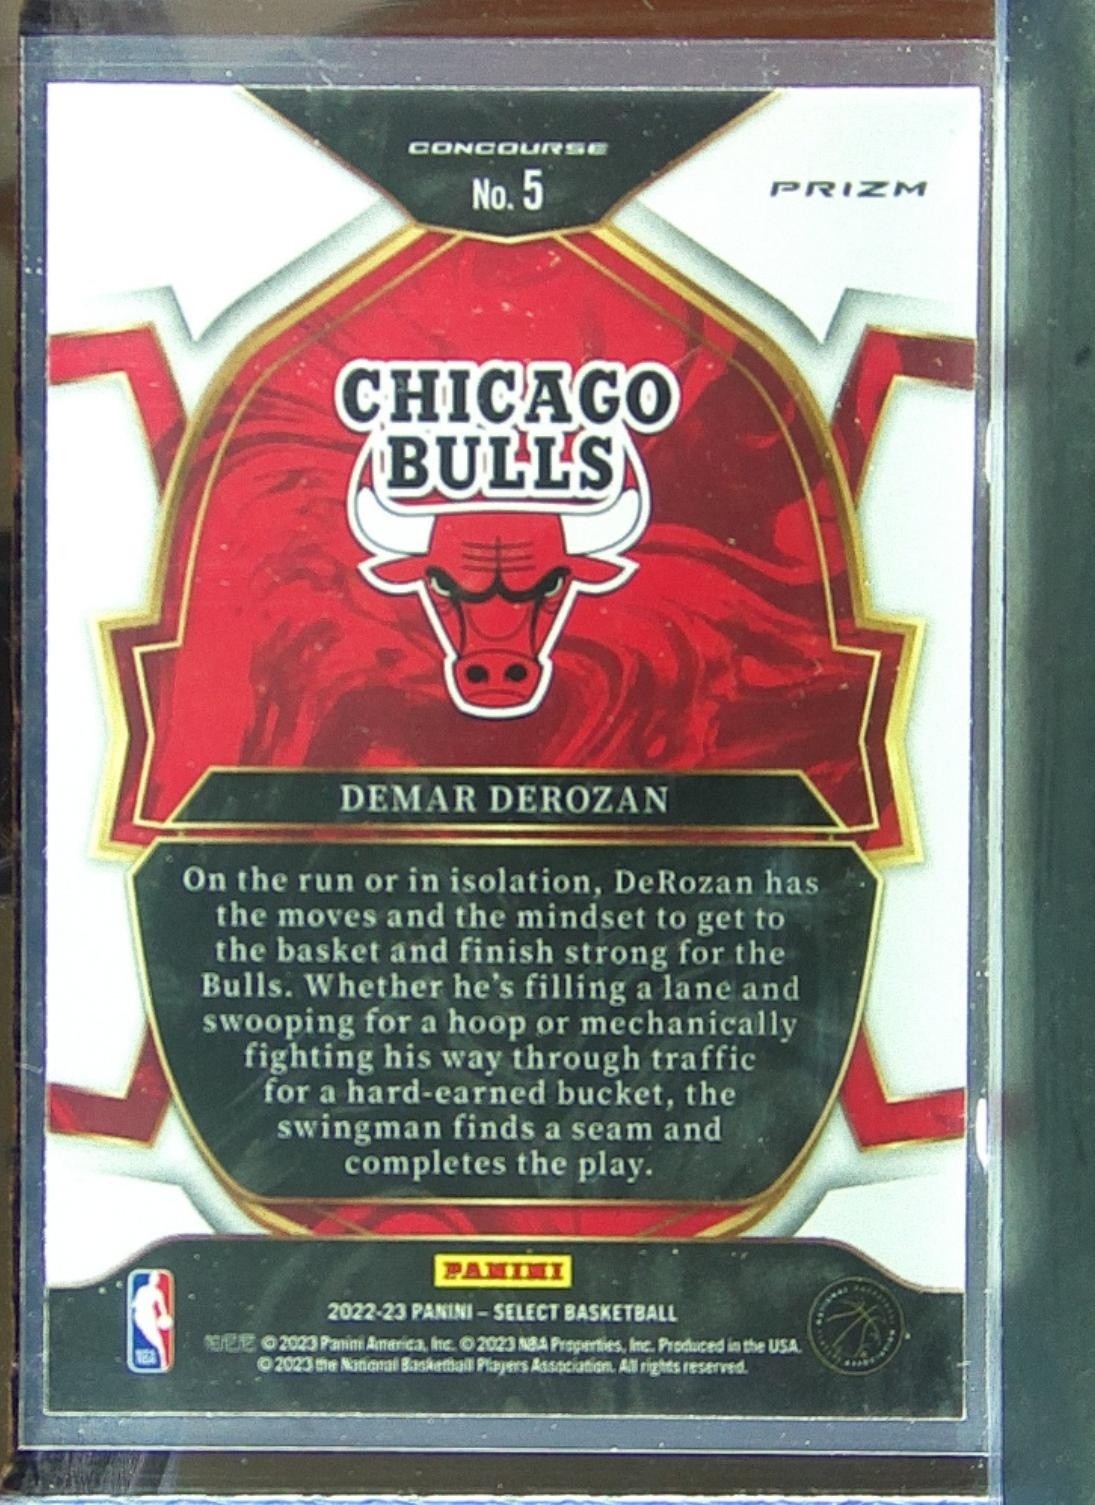 CONCOURSE
No. 5
PRIZM
CHICAGO
BULLS
DEMAR DEROZAN
On the run or in isolation, DeRozan has
the moves and the mindset to get to
the basket and finish strong for the
Bulls. Whether he's filling a lane and
swooping for a hoop or mechanically
fighting his way through traffic
for a hard-earned bucket, the
swingman finds a seam and
completes the play.
PANINI
2022-23 PANINI – SELECT BASKETBALL
© 2023 Panini America, Inc. © 2023 NBA Properties, Inc. Produced in the USA.
© 2023 the National Basketball Players Association. All rights reserved.
NBA